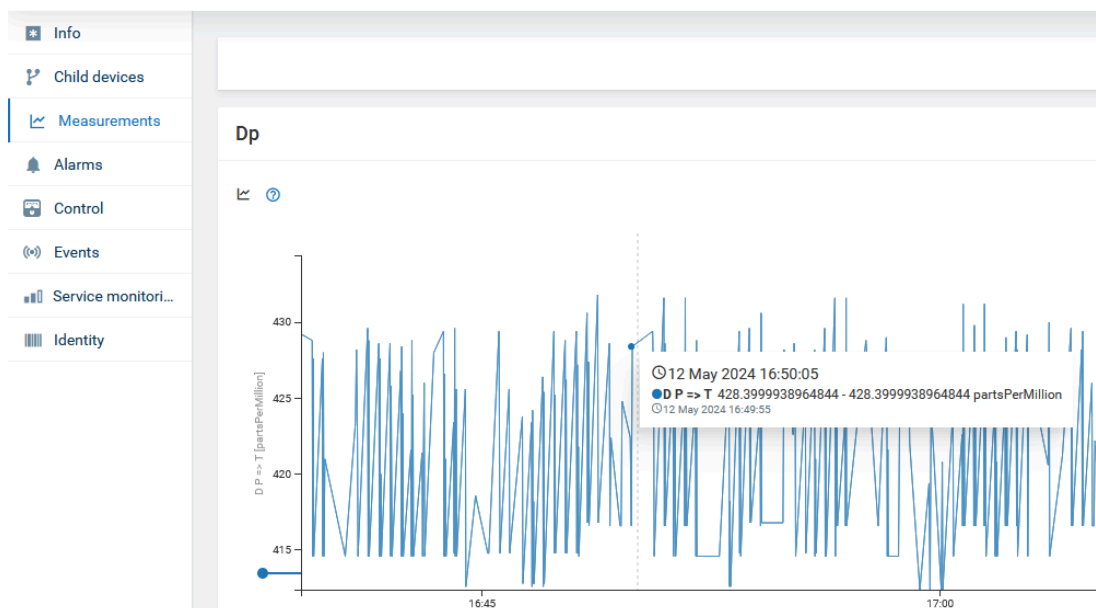 Info
Child devices
Measurements
Alarms
Control
Events
Service monitori...
Identity
Dp
D P => T [partsPerMillion]
430
425
420
415
16:45
17:00
12 May 2024 16:50:05
D P => T 428.3999938964844 - 428.3999938964844 partsPerMillion
12 May 2024 16:49:55